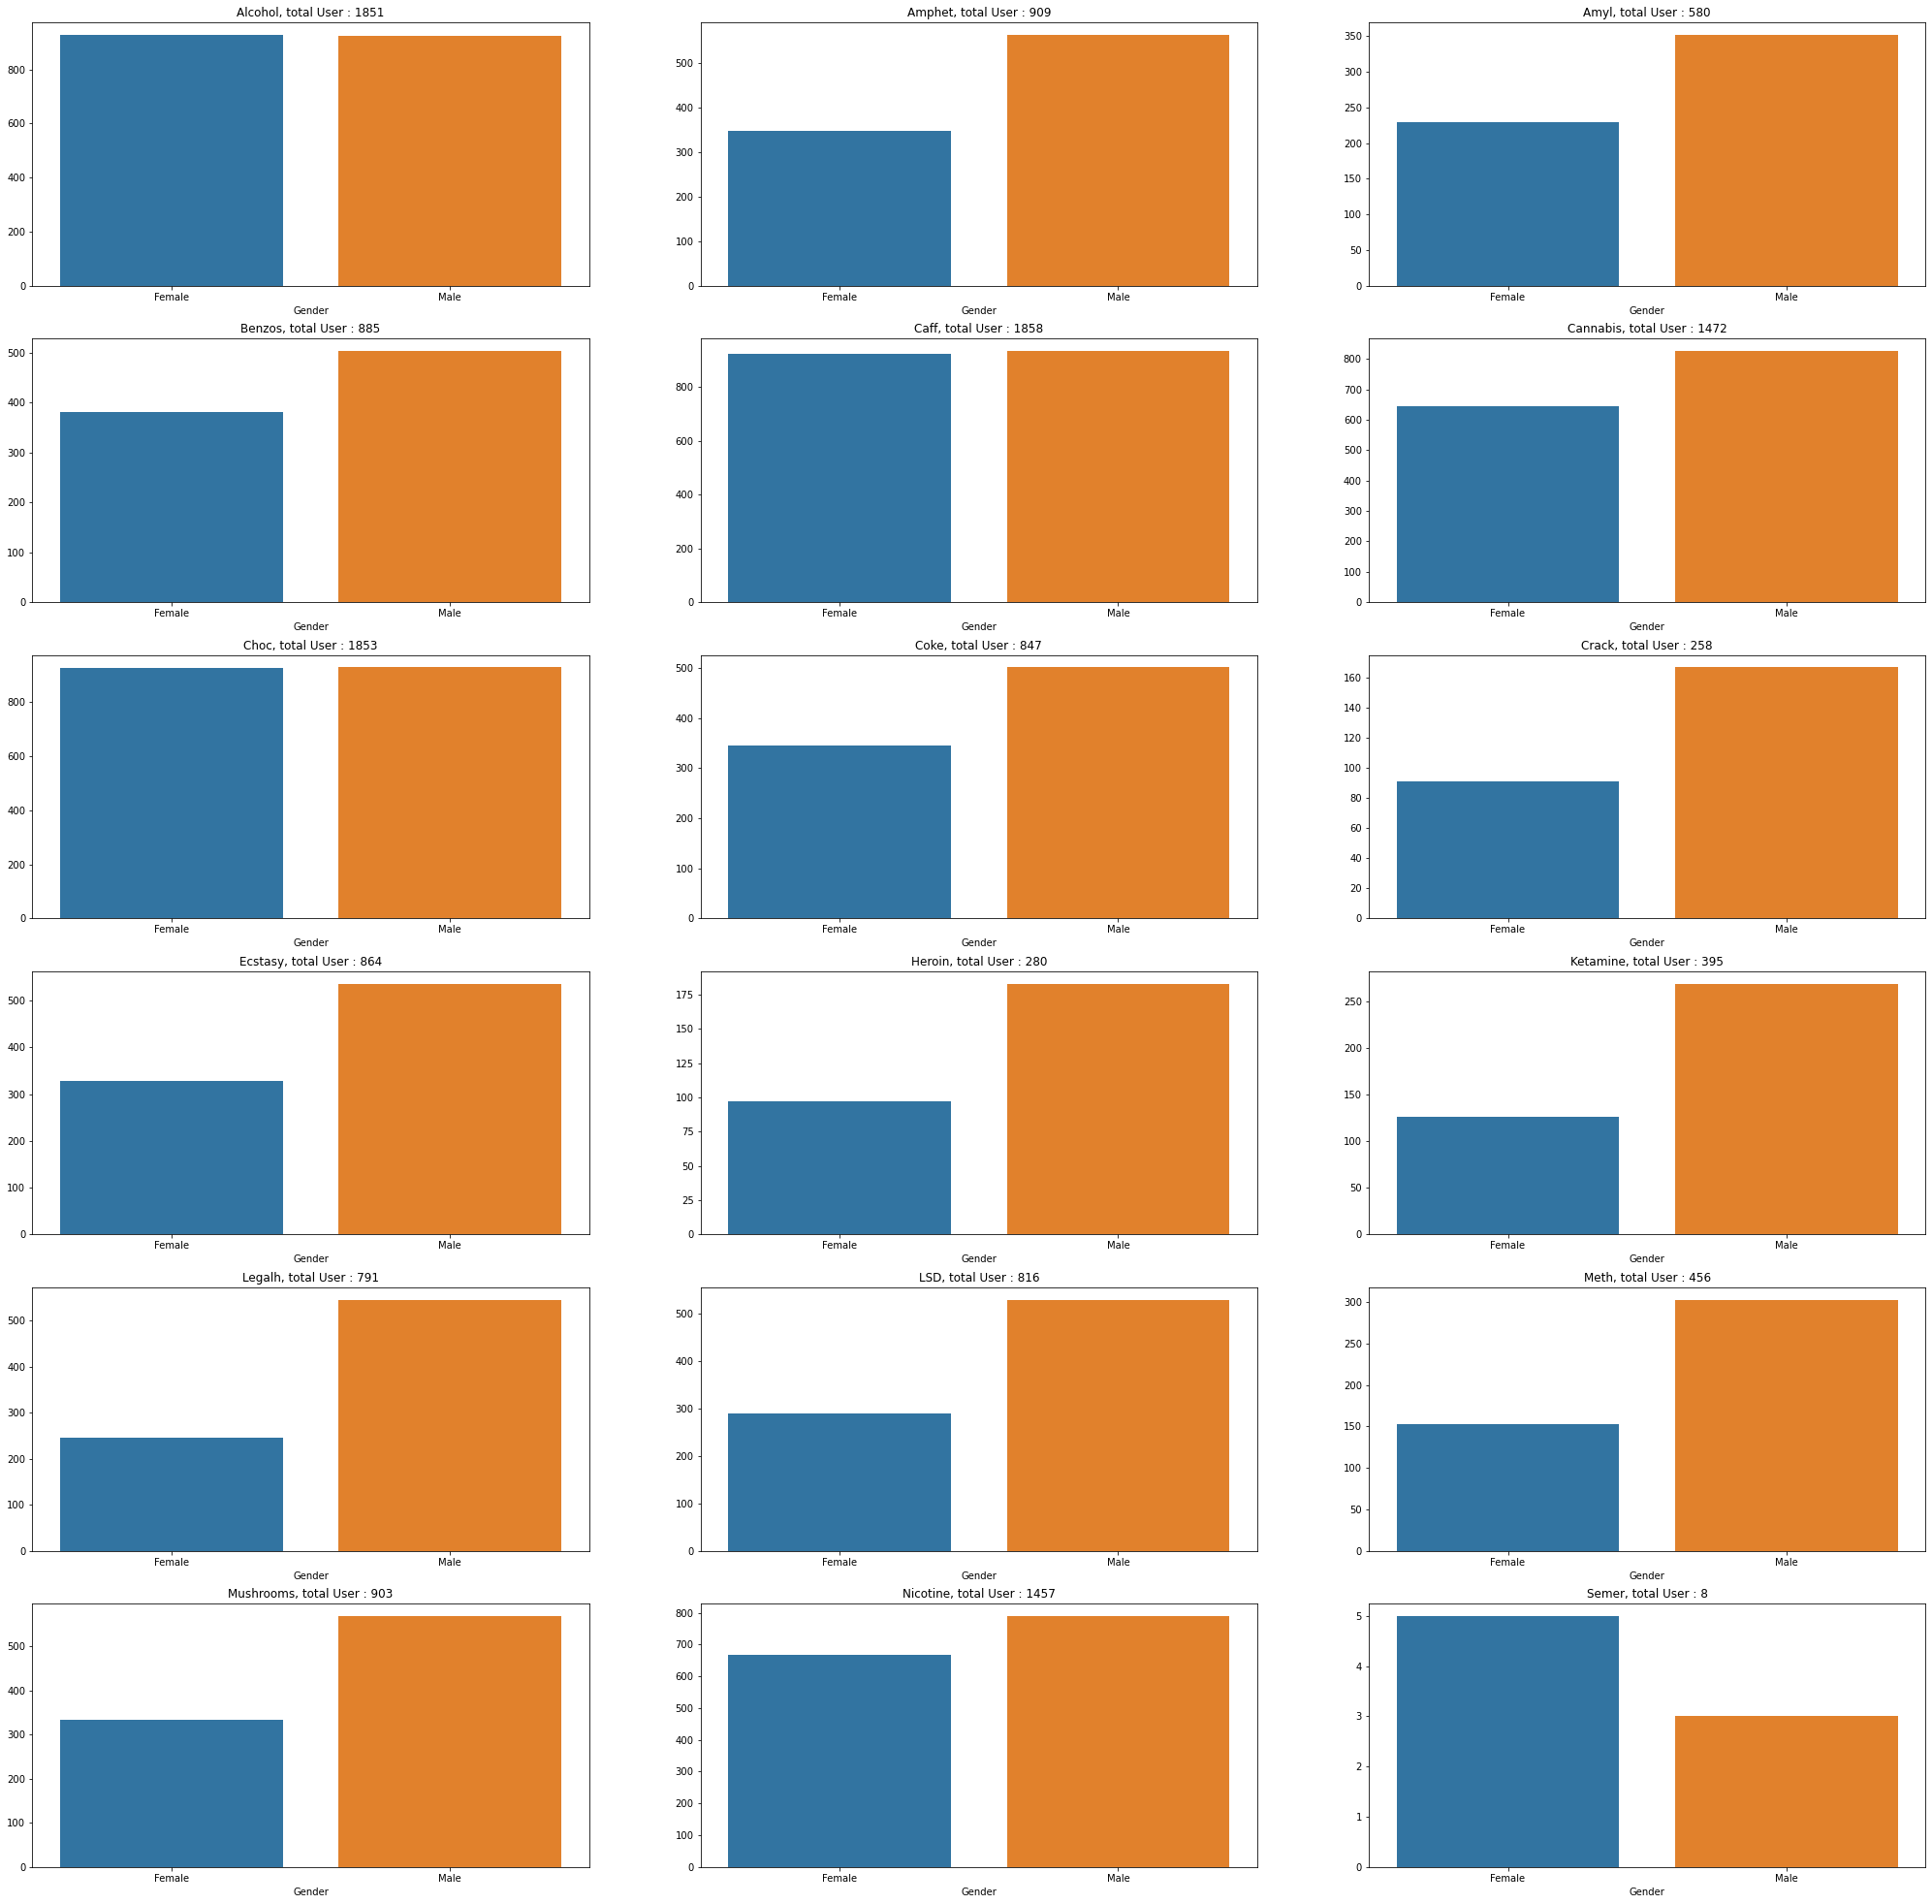 Alcohol, total User : 1851
800
600
400
200
0
Female Male
Gender
Amphet, total User : 909
500
400
300
200
100
0
Female Male
Gender
Amyl, total User : 580
350
300
250
200
150
100
50
0
Female Male
Gender
Benzos, total User : 885
500
400
300
200
100
0
Female Male
Gender
Caff, total User : 1858
800
600
400
200
0
Female Male
Gender
Cannabis, total User : 1472
800
700
600
500
400
300
200
100
0
Female Male
Gender
Choc, total User : 1853
800
600
400
200
0
Female Male
Gender
Coke, total User : 847
500
400
300
200
100
0
Female Male
Gender
Crack, total User : 258
160
140
120
100
80
60
40
20
0
Female Male
Gender
Ecstasy, total User : 864
500
400
300
200
100
0
Female Male
Gender
Heroin, total User : 280
175
150
125
100
75
50
25
0
Female Male
Gender
Ketamine, total User : 395
250
200
150
100
50
0
Female Male
Gender
Legalh, total User : 791
500
400
300
200
100
0
Female Male
Gender
LSD, total User : 816
500
400
300
200
100
0
Female Male
Gender
Meth, total User : 456
300
250
200
150
100
50
0
Female Male
Gender
Mushrooms, total User : 903
500
400
300
200
100
0
Female Male
Gender
Nicotine, total User : 1457
800
700
600
500
400
300
200
100
0
Female Male
Gender
Semer, total User : 8
5
4
3
2
1
0
Female Male
Gender